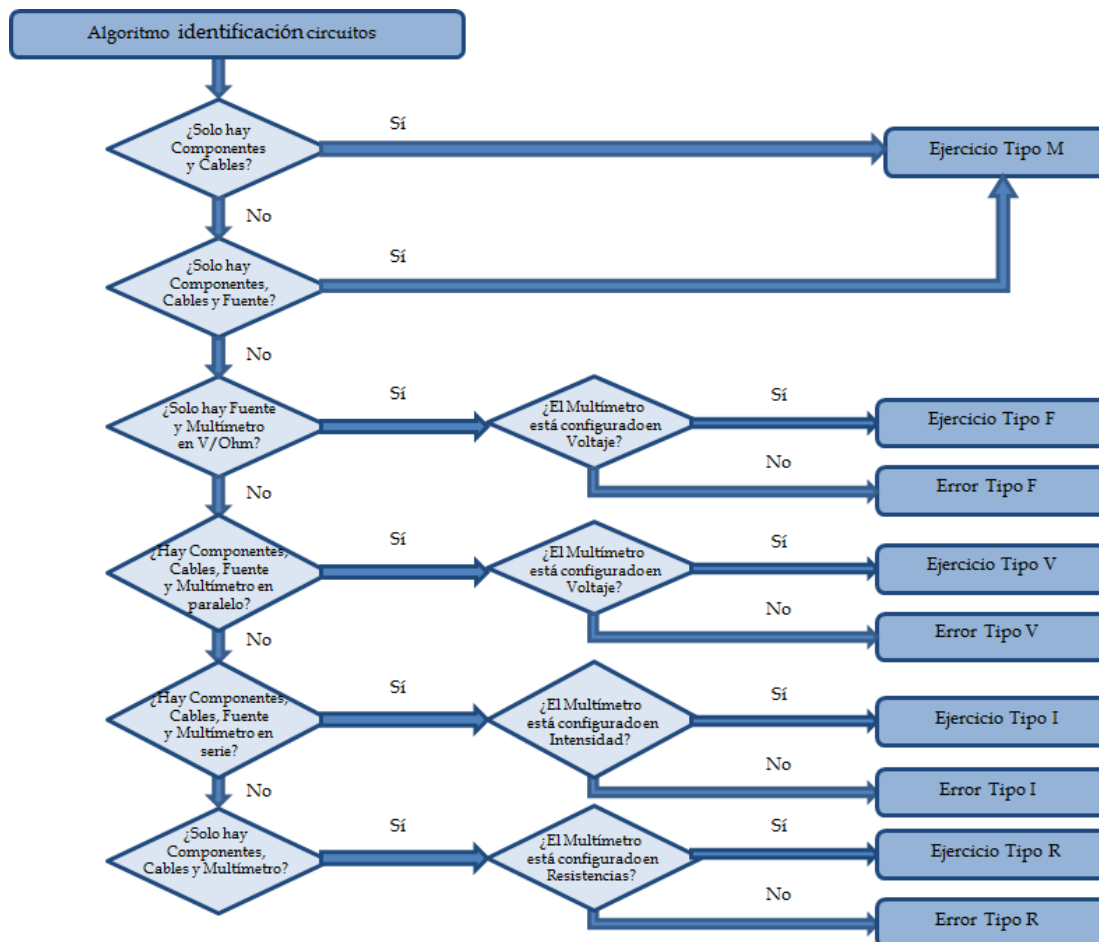 Algoritmo identificación circuitos
¿Solo hay
Componentes
y Cables?
Sí
Ejercicio Tipo M
No
¿Solo hay
Componentes,
Cables y Fuente?
Sí
No
¿Solo hay Fuente
y Multímetro
en V/Ohm?
Sí
¿El Multímetro
está configurado en
Voltaje?
Sí
Ejercicio Tipo F
No
Error Tipo F
No
¿Hay Componentes,
Cables, Fuente
y Multímetro en
paralelo?
Sí
¿El Multímetro
está configurado en
Voltaje?
Sí
Ejercicio Tipo V
No
Error Tipo V
No
¿Hay Componentes,
Cables, Fuente
y Multímetro en
serie?
Sí
¿El Multímetro
está configurado en
Intensidad?
Sí
Ejercicio Tipo I
No
Error Tipo I
No
¿Solo hay
Componentes,
Cables y Multímetro?
Sí
¿El Multímetro
está configurado en
Resistencias?
Sí
Ejercicio Tipo R
No
Error Tipo R